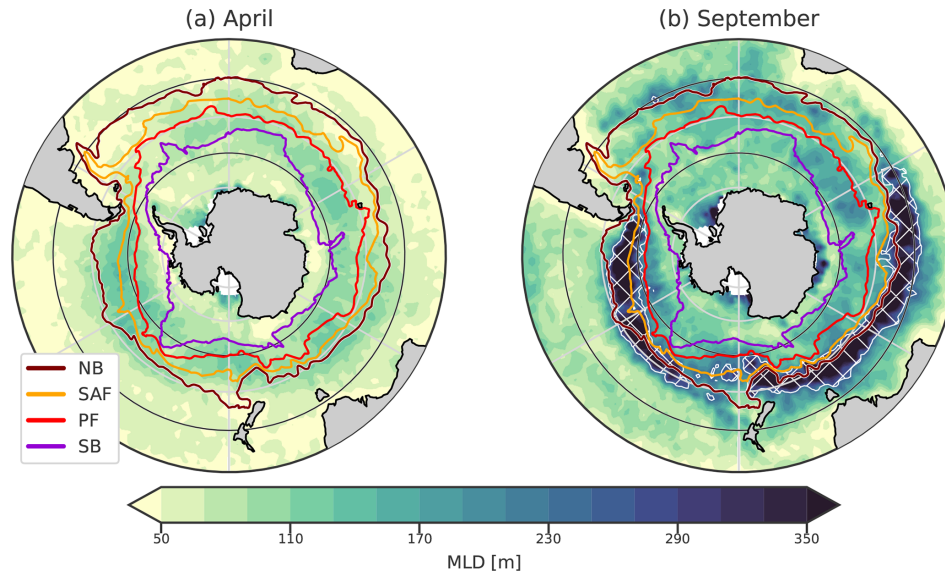 (a) April
(b) September
NB
SAF
PF
SB
50 110 170 230 290 350
MLD [m]